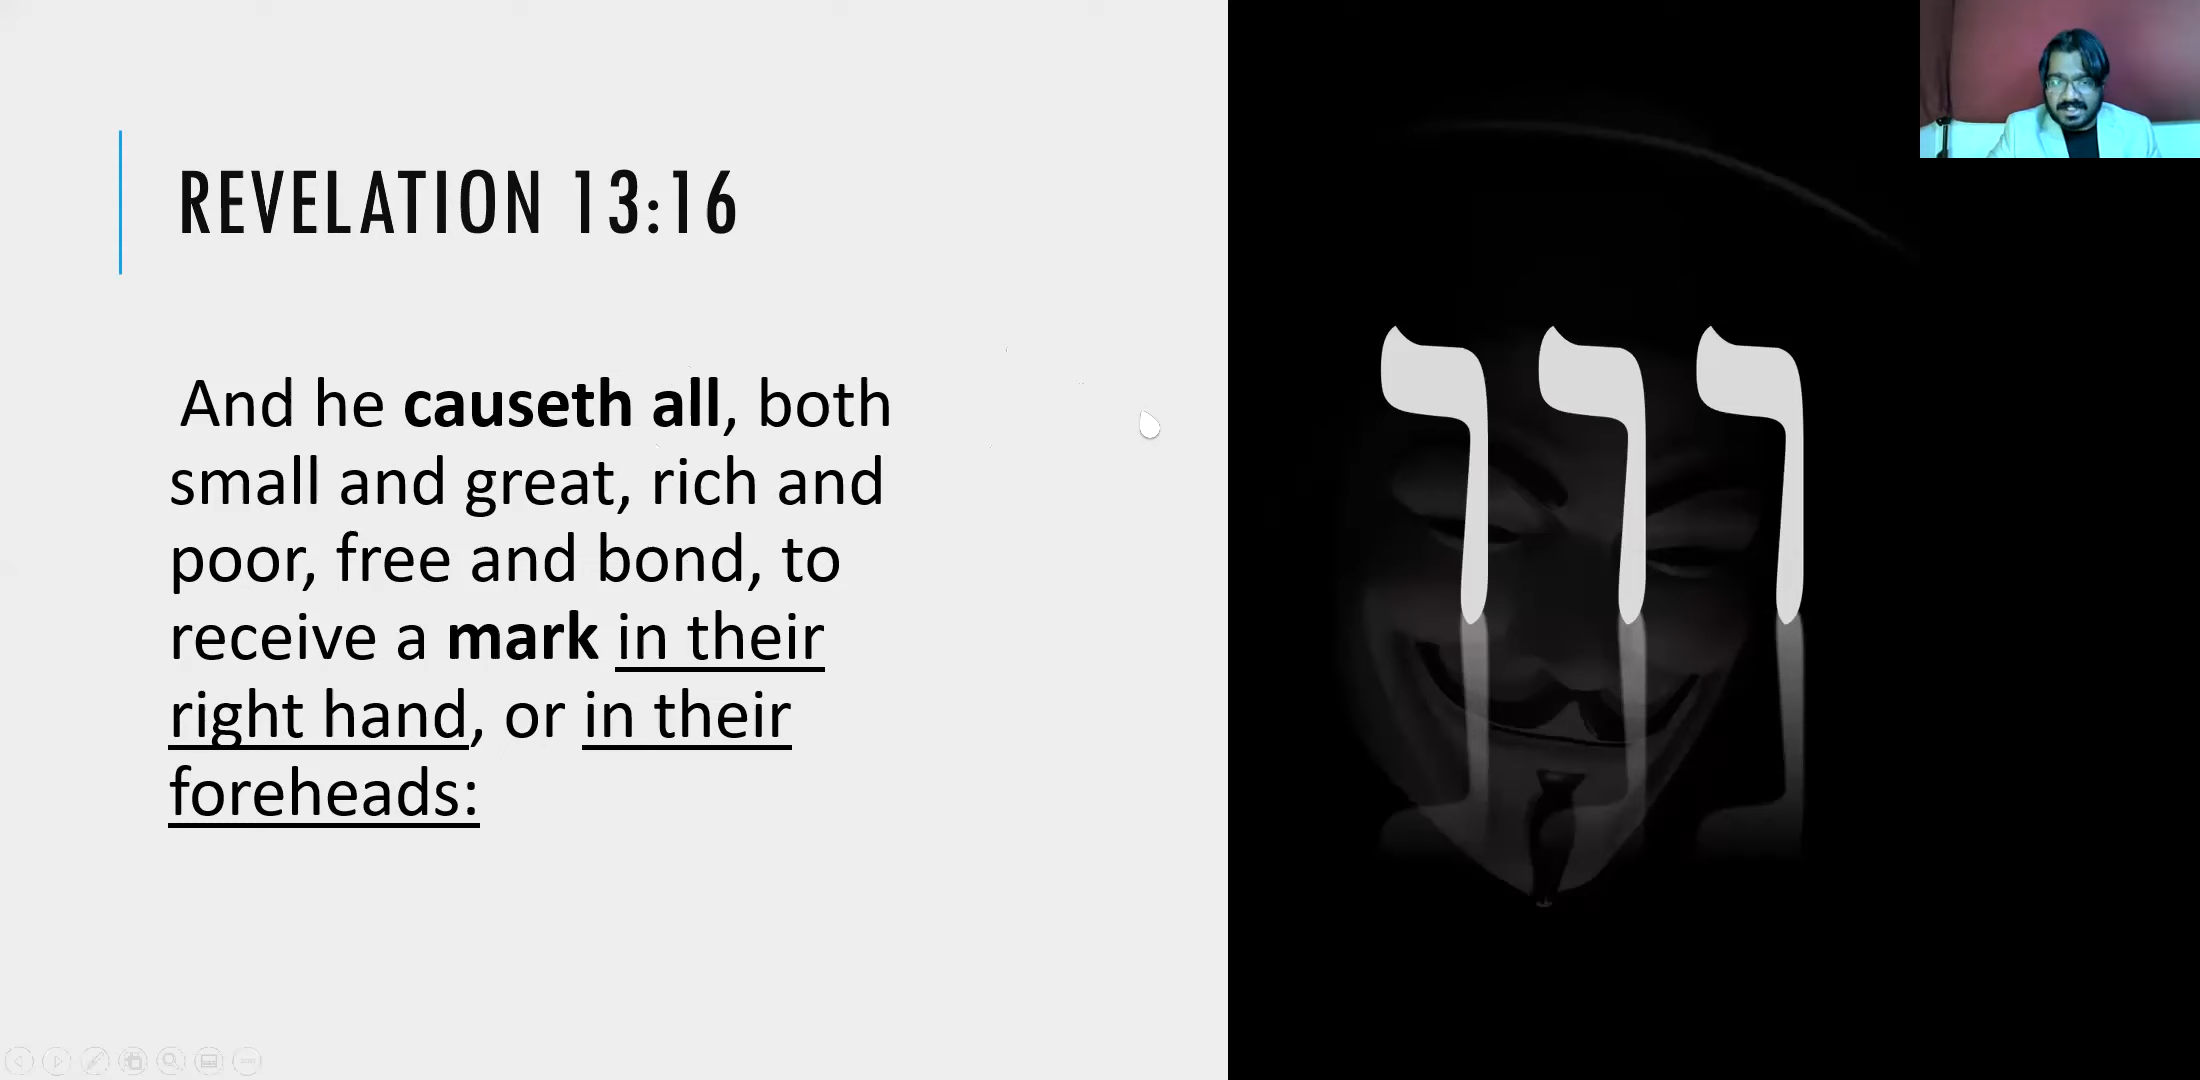 REVELATION 13:16
And he causeth all, both
small and great, rich and
poor, free and bond, to
receive a mark in their
right hand, or in their
foreheads:
ווו